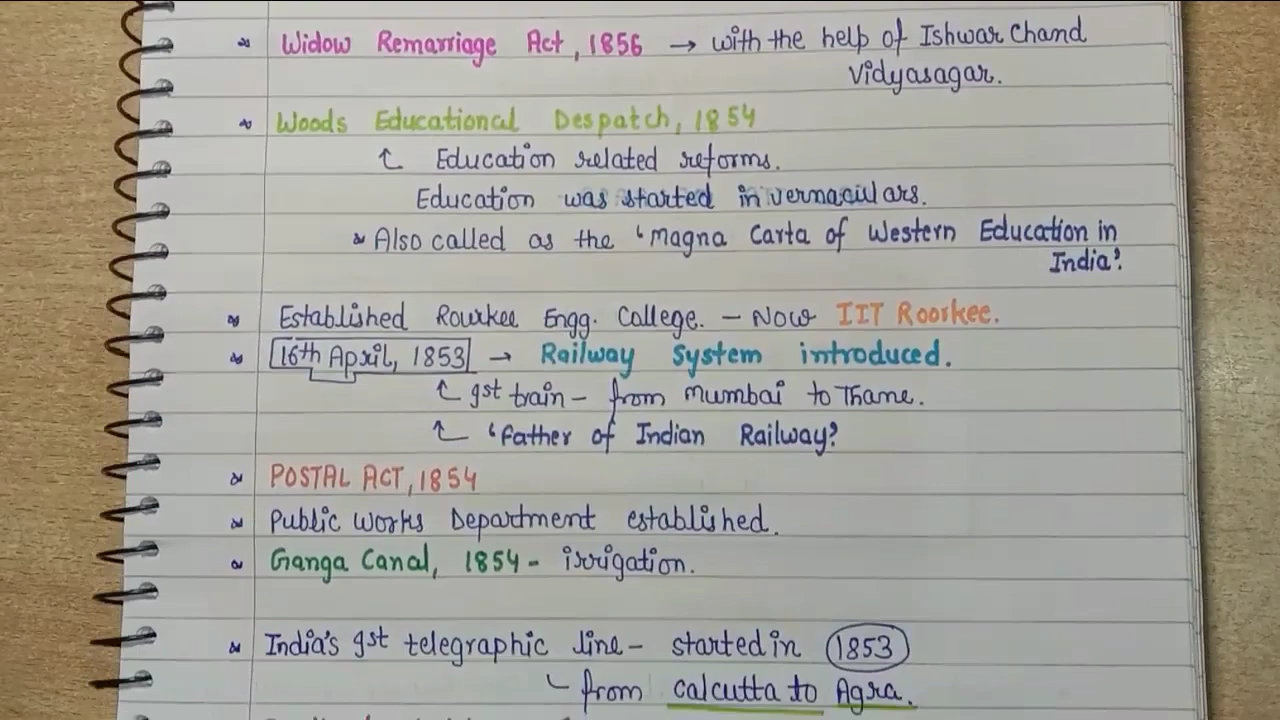 Widow Remarriage Act, 1856 → with the help of Ishwar Chand
Vidyasagar.
Woods Educational Despatch, 1854
Education related reforms.
Education was started in vernaculars.
Also called as the 'Magna Carta of Western Education in
India'.
Established Rourkee Engg. College. - Now IIT Roorkee.
16th April, 1853 → Railway System introduced.
Ist train - from Mumbai to Thane.
'Father of Indian Railway'.
POSTAL ACT, 1854
Public Works Department established.
Ganga Canal, 1854 - irrigation.
India's Ist telegraphic line - started in 1853
from Calcutta to Agra.